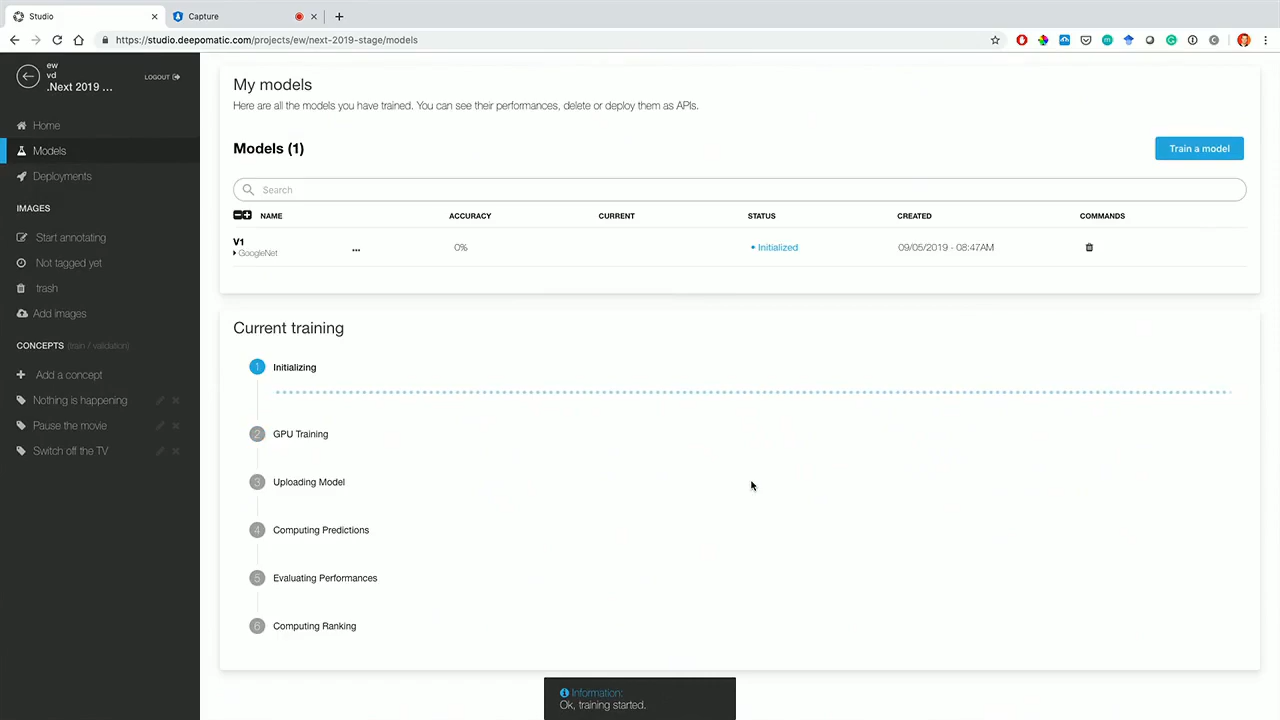 Studio
Capture
https://studio.deepomatic.com/projects/ew/next-2019-stage/models
ew
vd
.Next 2019 ...
LOGOUT
Home
Models
Deployments
IMAGES
Start annotating
Not tagged yet
trash
Add images
CONCEPTS (train / validation)
Add a concept
Nothing is happening
Pause the movie
Switch off the TV
My models
Here are all the models you have trained. You can see their performances, delete or deploy them as APIs.
Models (1)
Train a model
Search
NAME ACCURACY CURRENT STATUS CREATED COMMANDS
V1
GoogleNet
...
0%
• Initialized
09/05/2019 - 08:47AM
Current training
1 Initializing
2 GPU Training
3 Uploading Model
4 Computing Predictions
5 Evaluating Performances
6 Computing Ranking
Information:
Ok, training started.